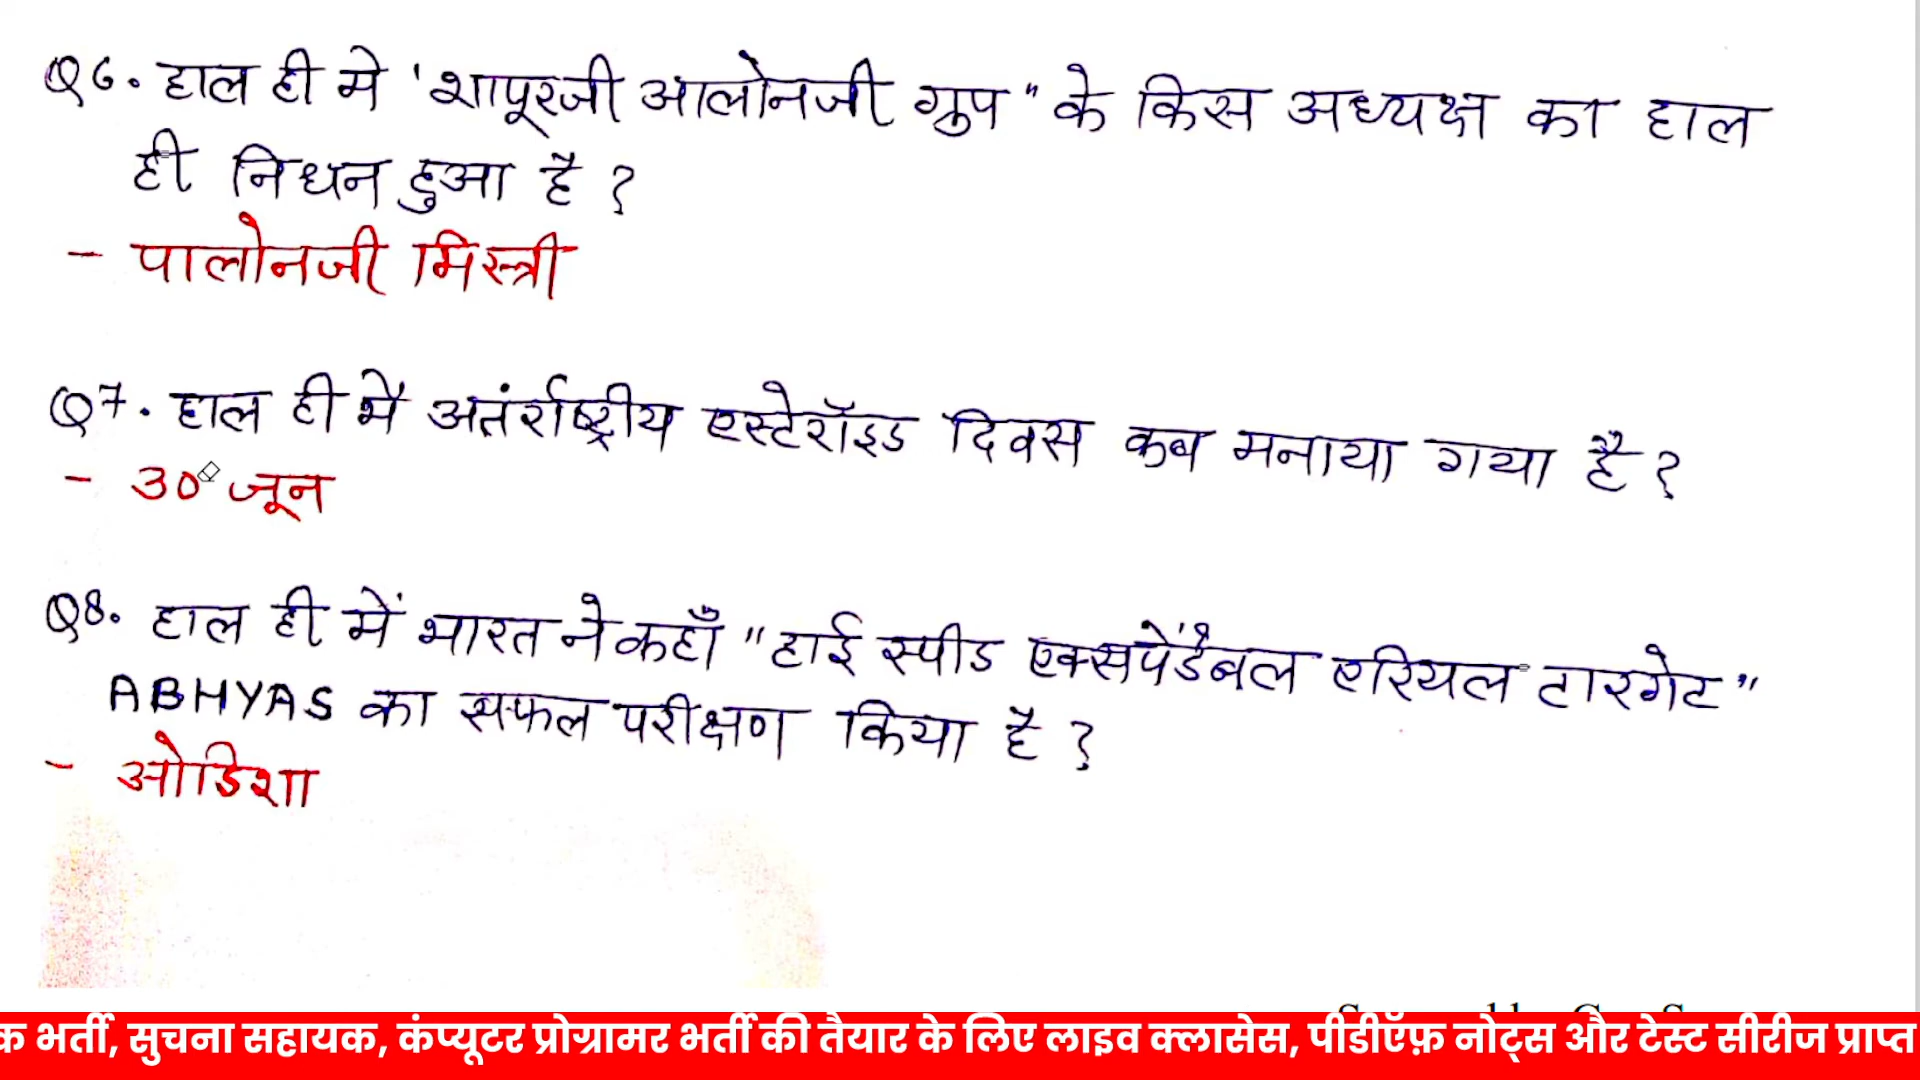 Q6. हाल ही मे 'शापूरजी आलोनजी ग्रुप" के किस अध्यक्ष का हाल
ही निधन हुआ है ?
- पालोनजी मिस्त्री
Q7. हाल ही में अतंर्राष्ट्रीय एस्टेरॉइड दिवस कब मनाया गया है ?
- 30 जून
Q8. हाल ही में भारत ने कहाँ "हाई स्पीड एक्सपेंडैबल एरियल टारगेट"
ABHYAS का सफल परीक्षण किया है ?
- ओडिशा
क भर्ती, सुचना सहायक, कंप्यूटर प्रोग्रामर भर्ती की तैयार के लिए लाइव क्लासेस, पीडीऍफ़ नोट्स और टेस्ट सीरीज प्राप्त